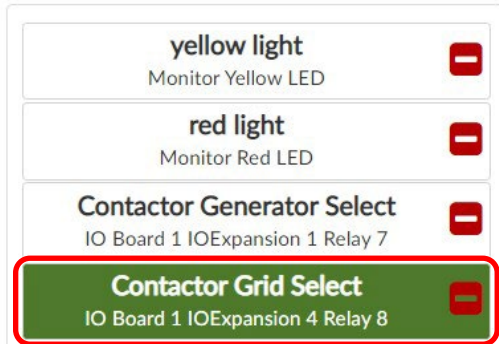 yellow light
Monitor Yellow LED
red light
Monitor Red LED
Contactor Generator Select
IO Board 1 IOExpansion 1 Relay 7
Contactor Grid Select
IO Board 1 IOExpansion 4 Relay 8